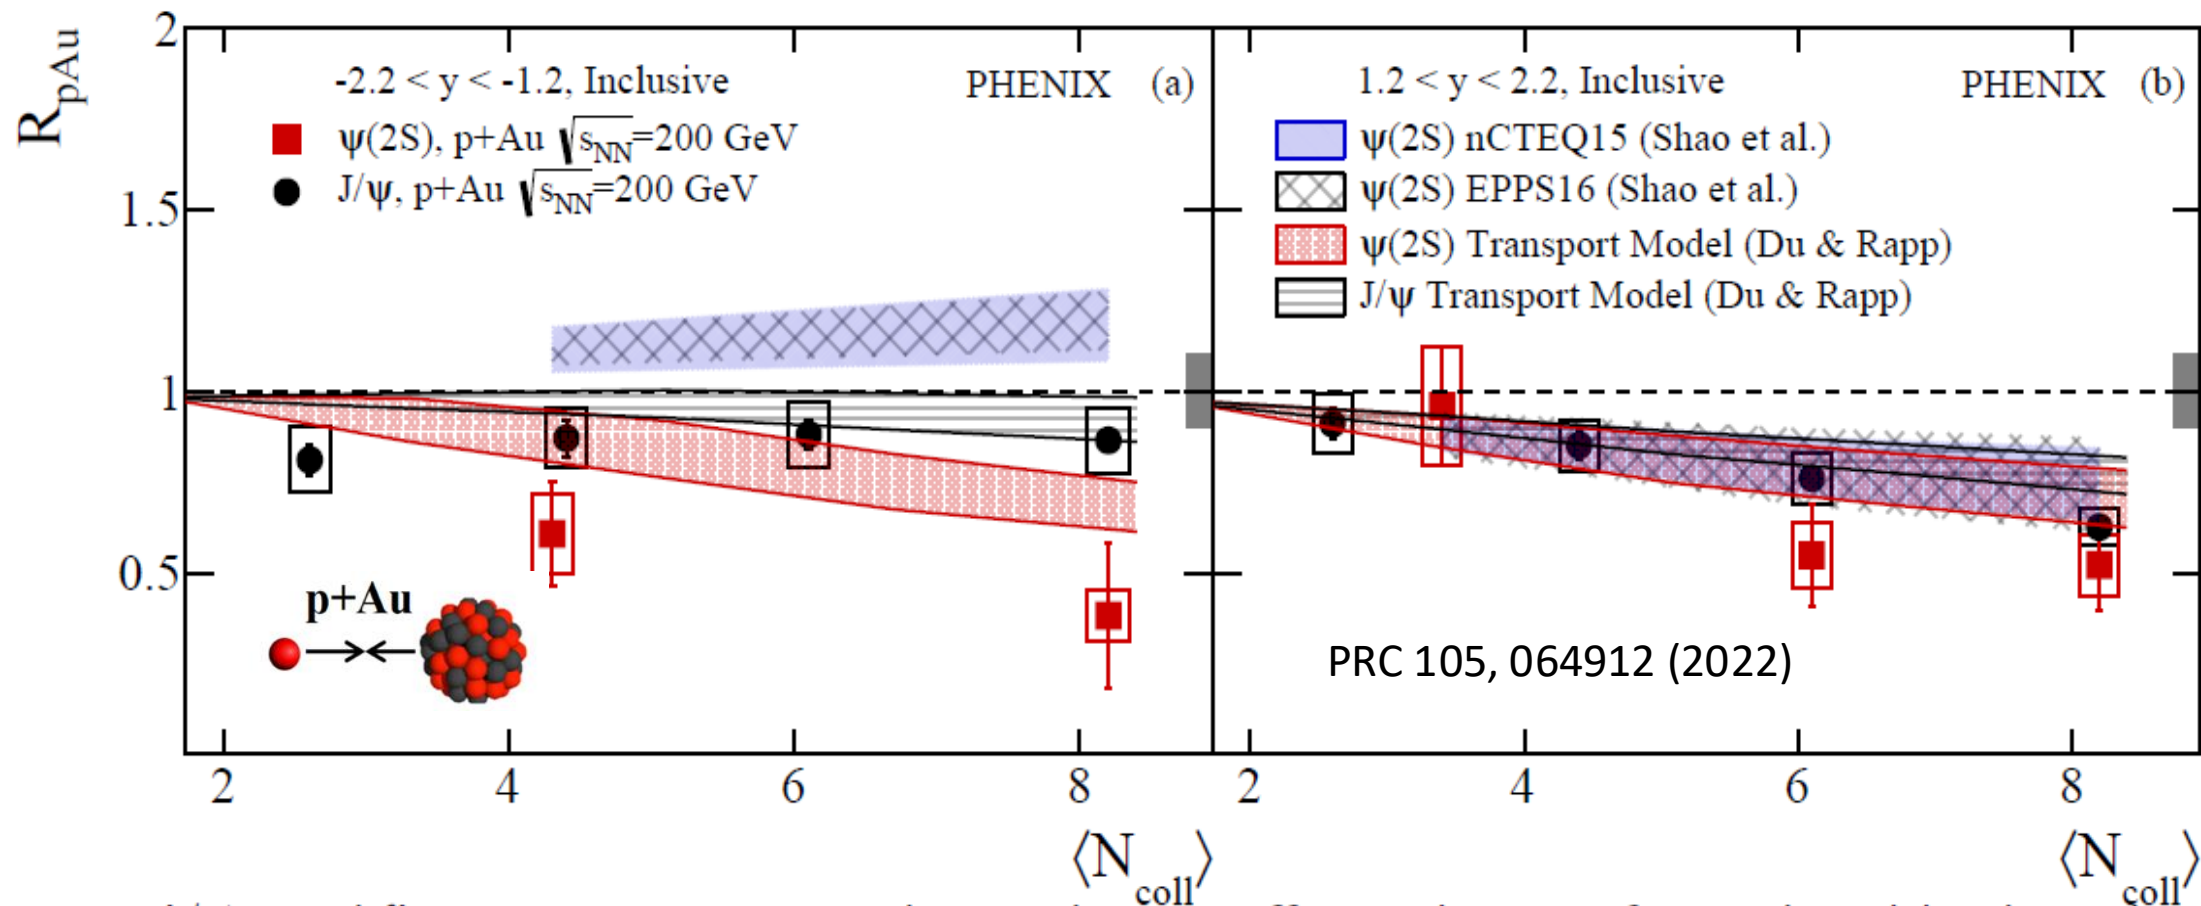 R_pAu
2
1.5
1
0.5
-2.2 < y < -1.2, Inclusive
PHENIX (a)
ψ(2S), p+Au √s_NN=200 GeV
J/ψ, p+Au √s_NN=200 GeV
p+Au
2 4 6 8
⟨N_coll⟩
1.2 < y < 2.2, Inclusive
PHENIX (b)
ψ(2S) nCTEQ15 (Shao et al.)
ψ(2S) EPPS16 (Shao et al.)
ψ(2S) Transport Model (Du & Rapp)
J/ψ Transport Model (Du & Rapp)
PRC 105, 064912 (2022)
2 4 6 8
⟨N_coll⟩